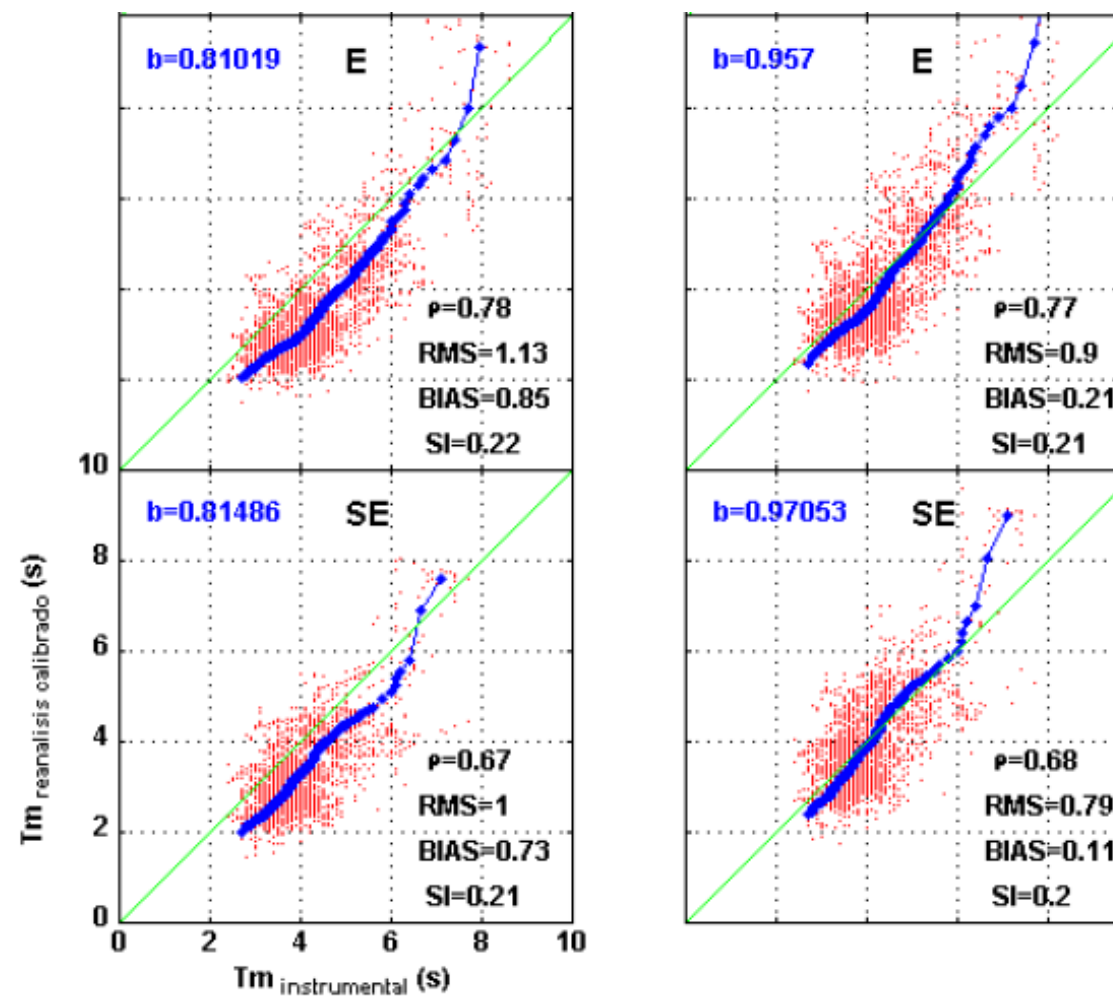 b=0.81019 E
ρ=0.78
RMS=1.13
BIAS=0.85
SI=0.22
b=0.957 E
ρ=0.77
RMS=0.9
BIAS=0.21
SI=0.21
10
b=0.81486 SE
8
6
4
2
0
ρ=0.67
RMS=1
BIAS=0.73
SI=0.21
b=0.97053 SE
ρ=0.68
RMS=0.79
BIAS=0.11
SI=0.2
Tm reanalisis calibrado (s)
0 2 4 6 8 10
Tm instrumental (s)